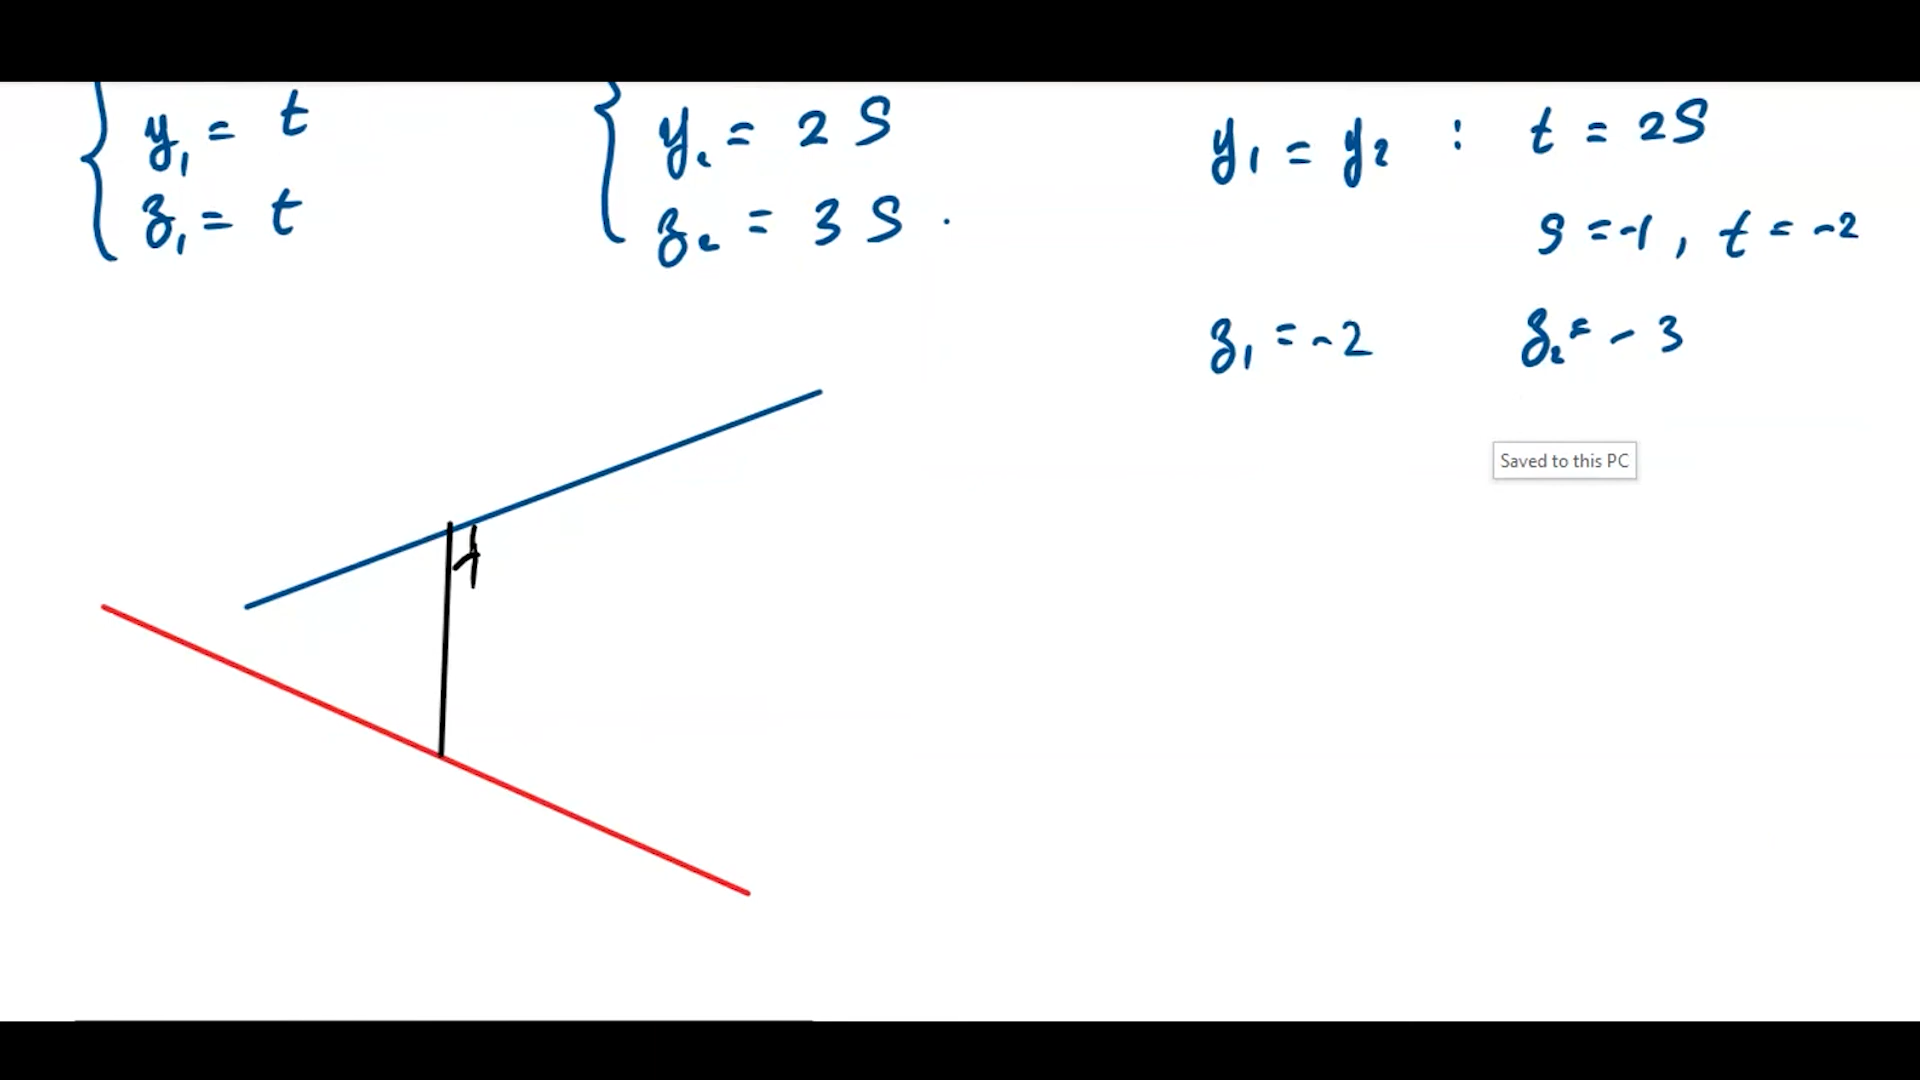 y₁ = t
z₁ = t
y₂ = 2S
z₂ = 3S.
y₁ = y₂ : t = 2S
S = -1, t = -2
z₁ = -2 z₂ = -3
Saved to this PC